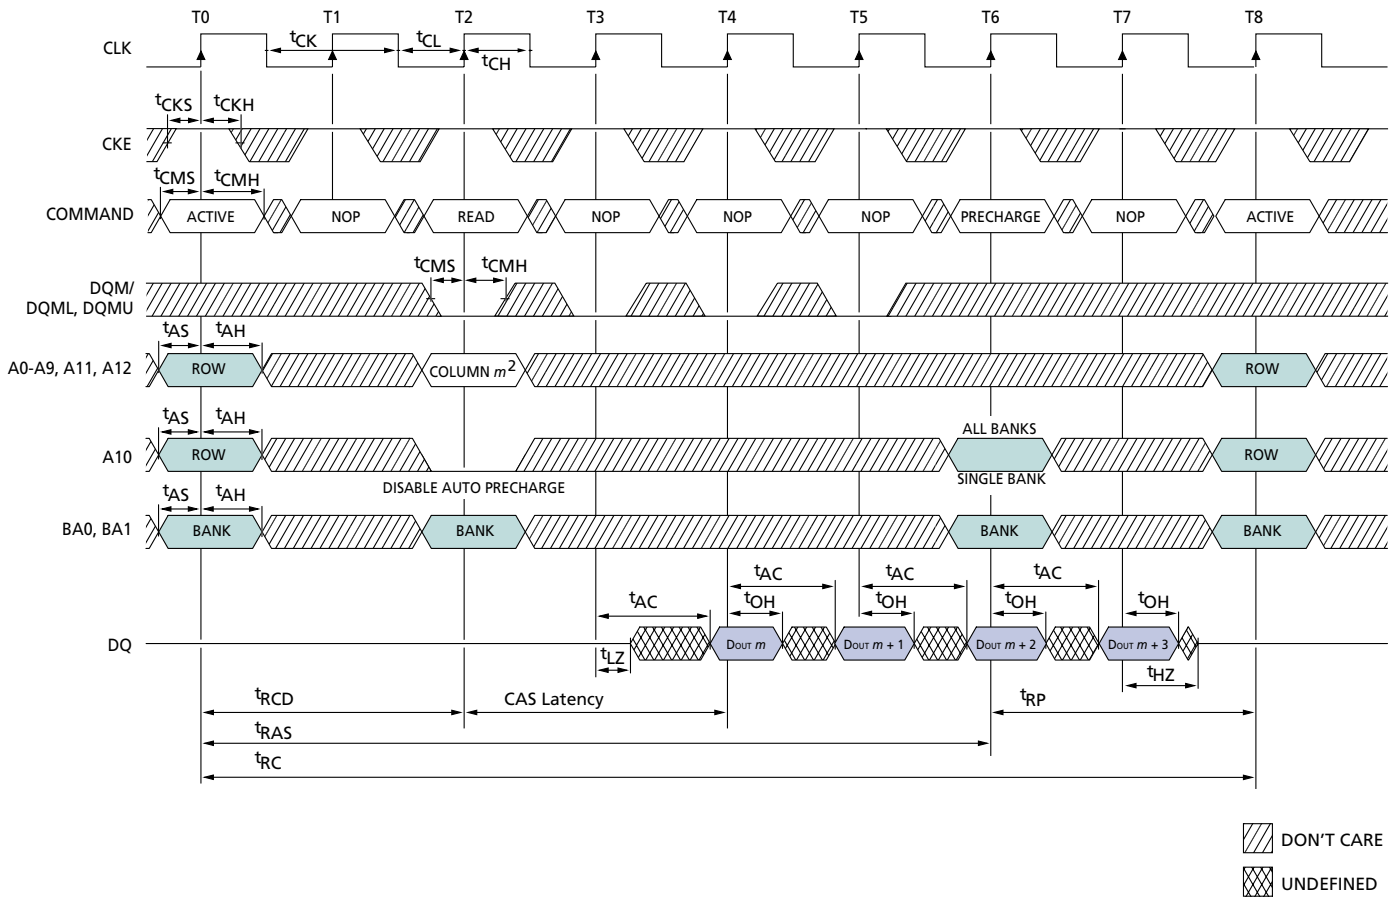 T0 T1 T2 T3 T4 T5 T6 T7 T8
CLK
tCK tCL
tCH
tCKS tCKH
CKE
tCMS tCMH
COMMAND ACTIVE NOP READ NOP NOP NOP PRECHARGE NOP ACTIVE
tCMS tCMH
DQM/
DQML, DQMU
tAS tAH
A0-A9, A11, A12 ROW COLUMN m2 ROW
tAS tAH
ALL BANKS
A10 ROW ROW
DISABLE AUTO PRECHARGE SINGLE BANK
tAS tAH
BA0, BA1 BANK BANK BANK BANK
tAC tAC tAC
tAC tOH tOH tOH tOH
DQ DOUT m DOUT m + 1 DOUT m + 2 DOUT m + 3
tLZ tHZ
tRCD CAS Latency tRP
tRAS
tRC
DON'T CARE
UNDEFINED